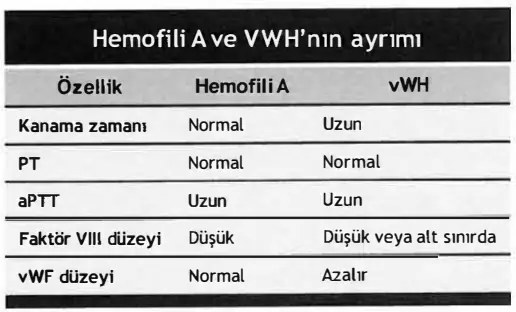 Hemofili A ve VWH'nın ayrımı
Özellik Hemofili A vWH
Kanama zamanı Normal Uzun
PT Normal Normal
aPTT Uzun Uzun
Faktör VIII düzeyi Düşük Düşük veya alt sınırda
vWF düzeyi Normal Azalır